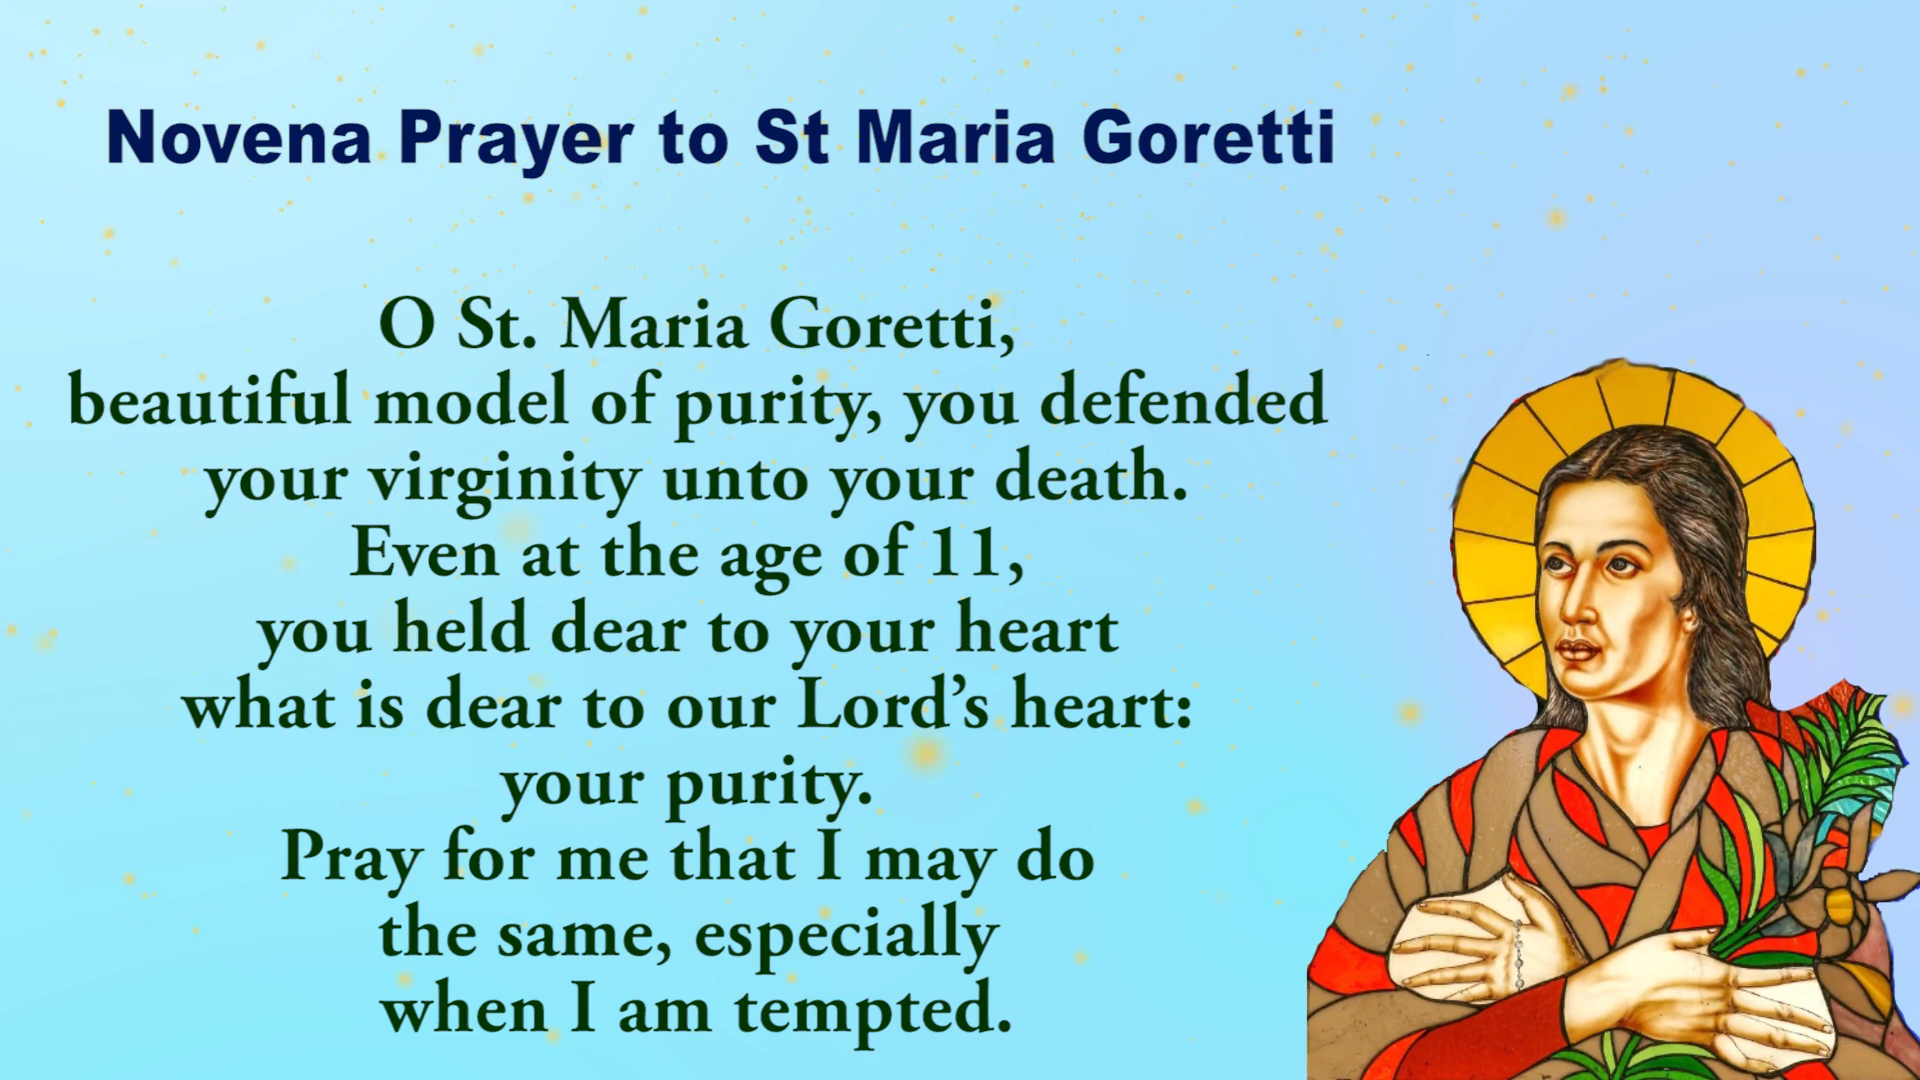 Novena Prayer to St Maria Goretti
O St. Maria Goretti,
beautiful model of purity, you defended
your virginity unto your death.
Even at the age of 11,
you held dear to your heart
what is dear to our Lord’s heart:
your purity.
Pray for me that I may do
the same, especially
when I am tempted.